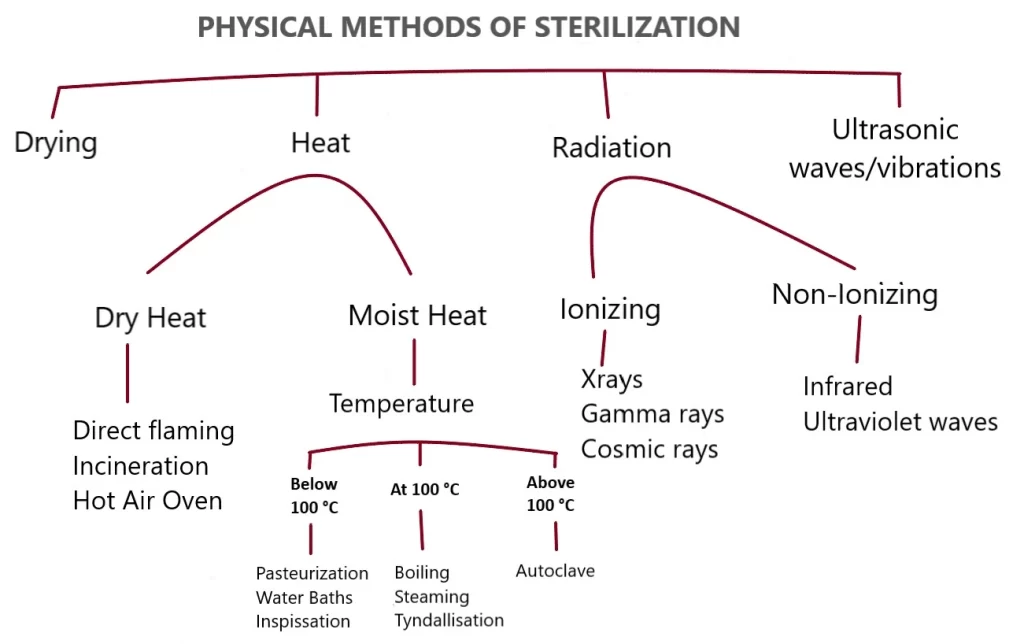 PHYSICAL METHODS OF STERILIZATION
Drying
Heat
Radiation
Ultrasonic
waves/vibrations
Dry Heat
Moist Heat
Ionizing
Non-Ionizing
Direct flaming
Incineration
Hot Air Oven
Temperature
Below
100 °C
At 100 °C
Above
100 °C
Pasteurization
Water Baths
Inspissation
Boiling
Steaming
Tyndallisation
Autoclave
Xrays
Gamma rays
Cosmic rays
Infrared
Ultraviolet waves